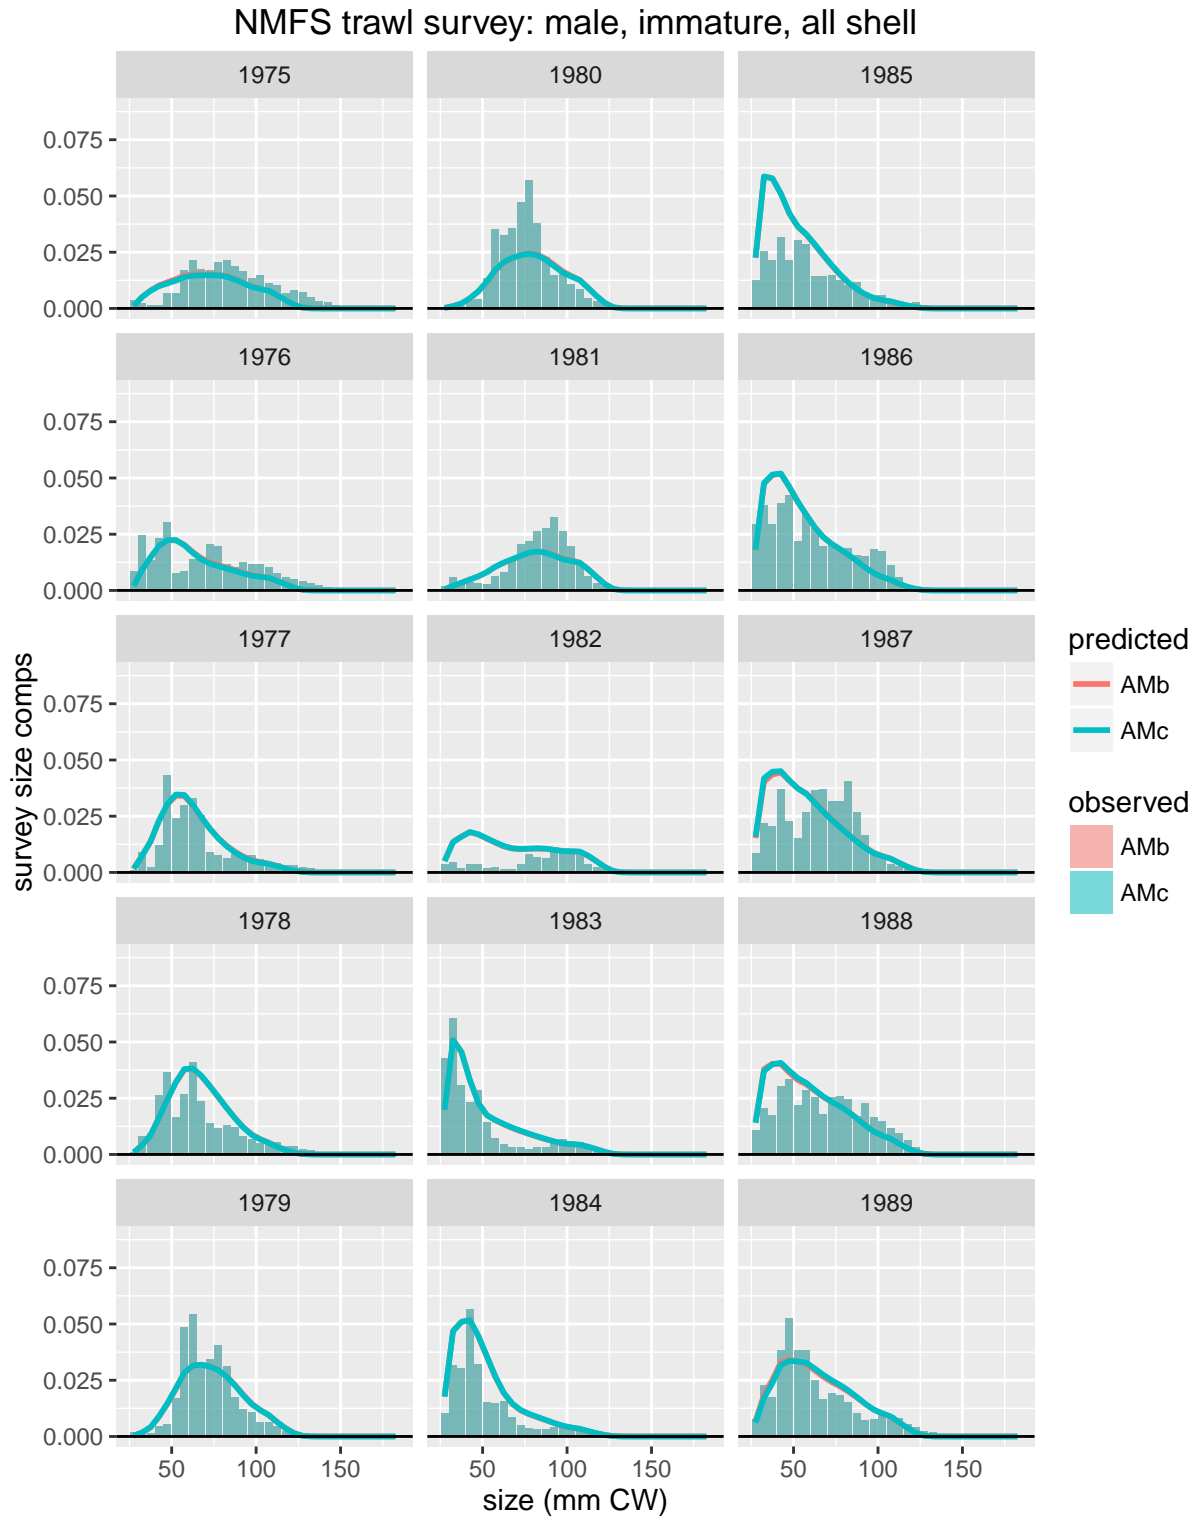 NMFS trawl survey: male, immature, all shell
1975
1980
1985
0.075
0.050
0.025
0.000
1976
1981
1986
0.075
0.050
0.025
0.000
1977
1982
1987
0.075
0.050
0.025
0.000
1978
1983
1988
0.075
0.050
0.025
0.000
1979
1984
1989
0.075
0.050
0.025
0.000
50 100 150
50 100 150
50 100 150
size (mm CW)
survey size comps
predicted
AMb
AMc
observed
AMb
AMc